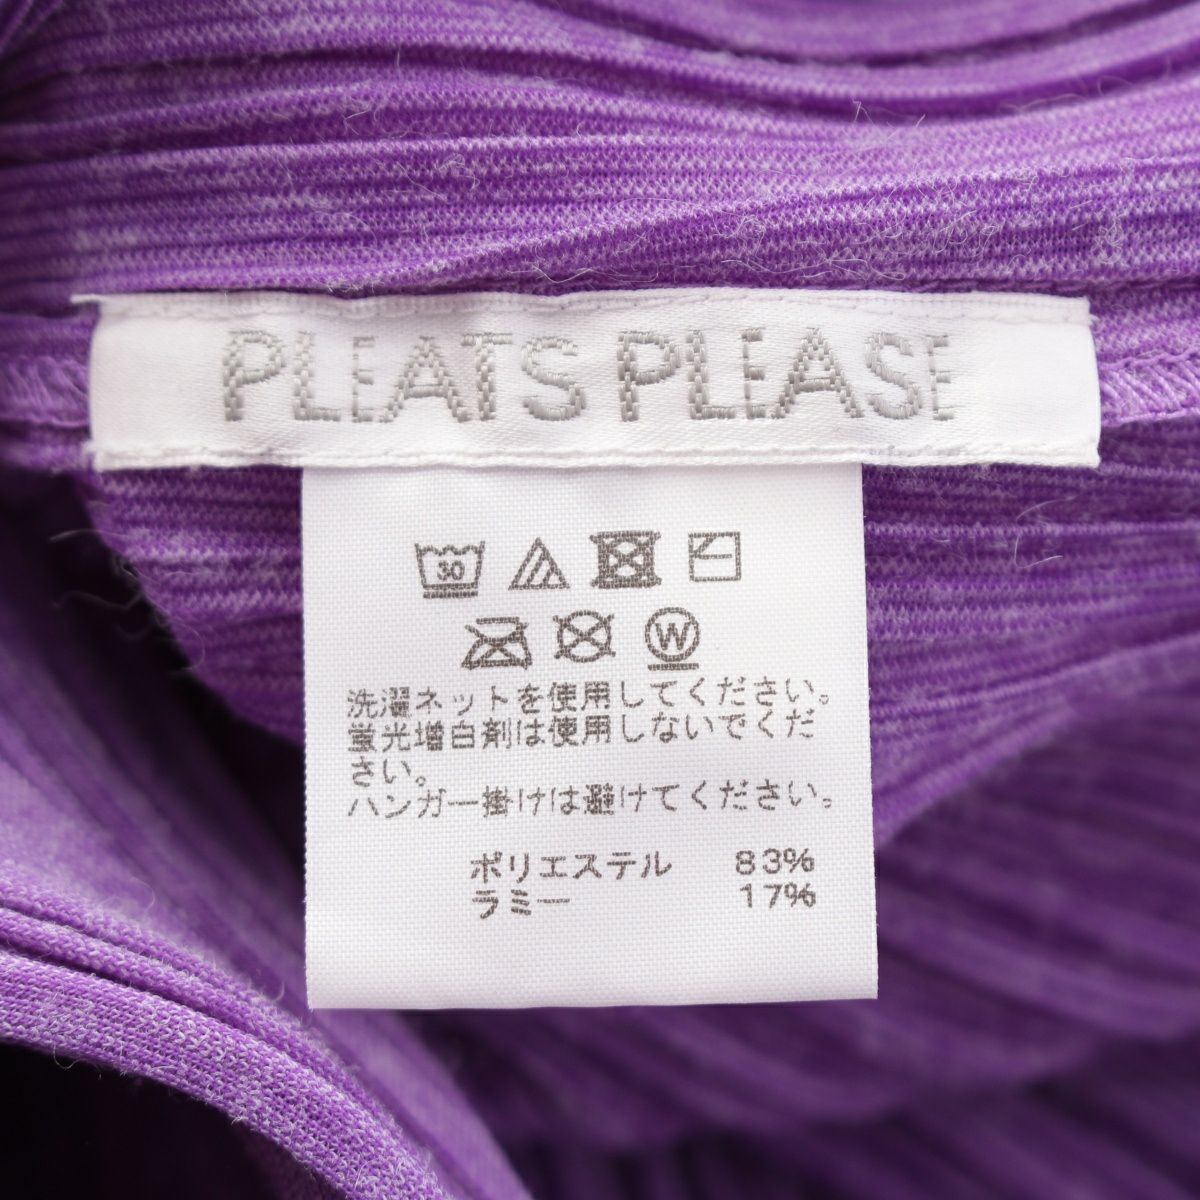 PLEATS PLEASE
30
W
洗濯ネットを使用してください。
蛍光増白剤は使用しないでくだ
さい。
ハンガー掛けは避けてください。
ポリエステル 83%
ラミー 17%